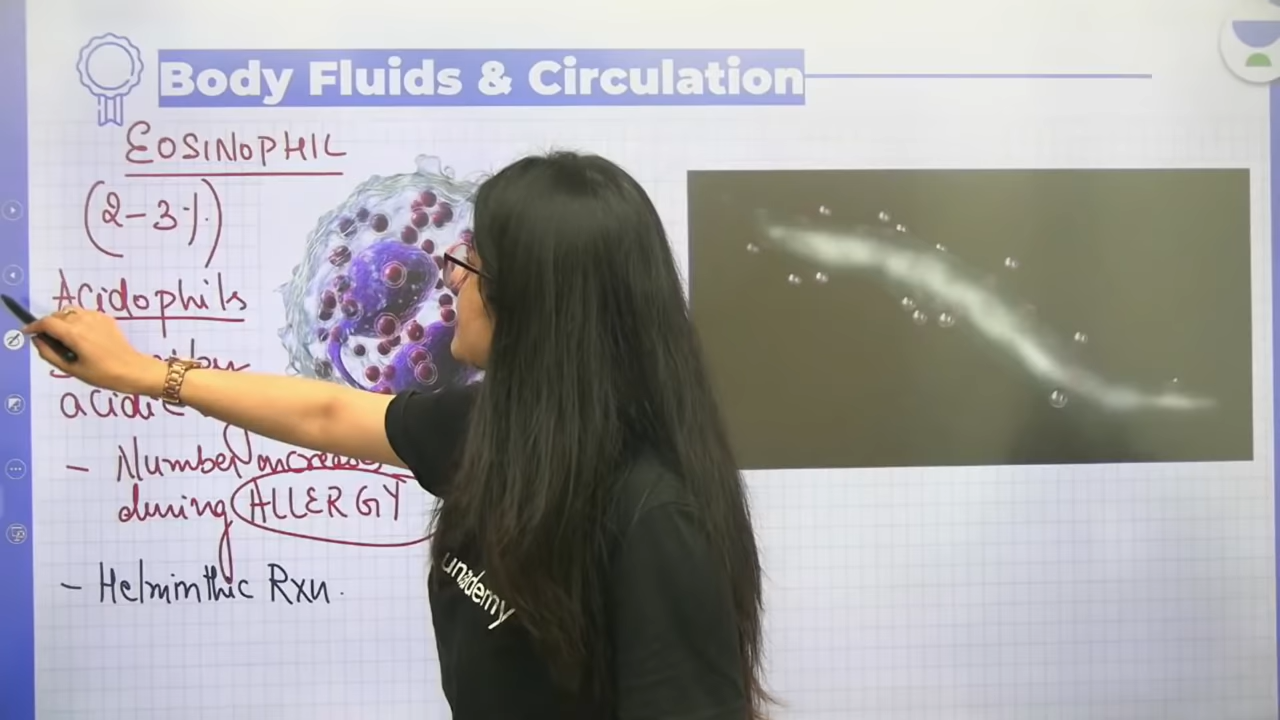 Body Fluids & Circulation
EOSINOPHIL
(2-3%)
Acidophils
acidic
- Number increases
during ALLERGY
- Helminthic Rxn.
unacademy